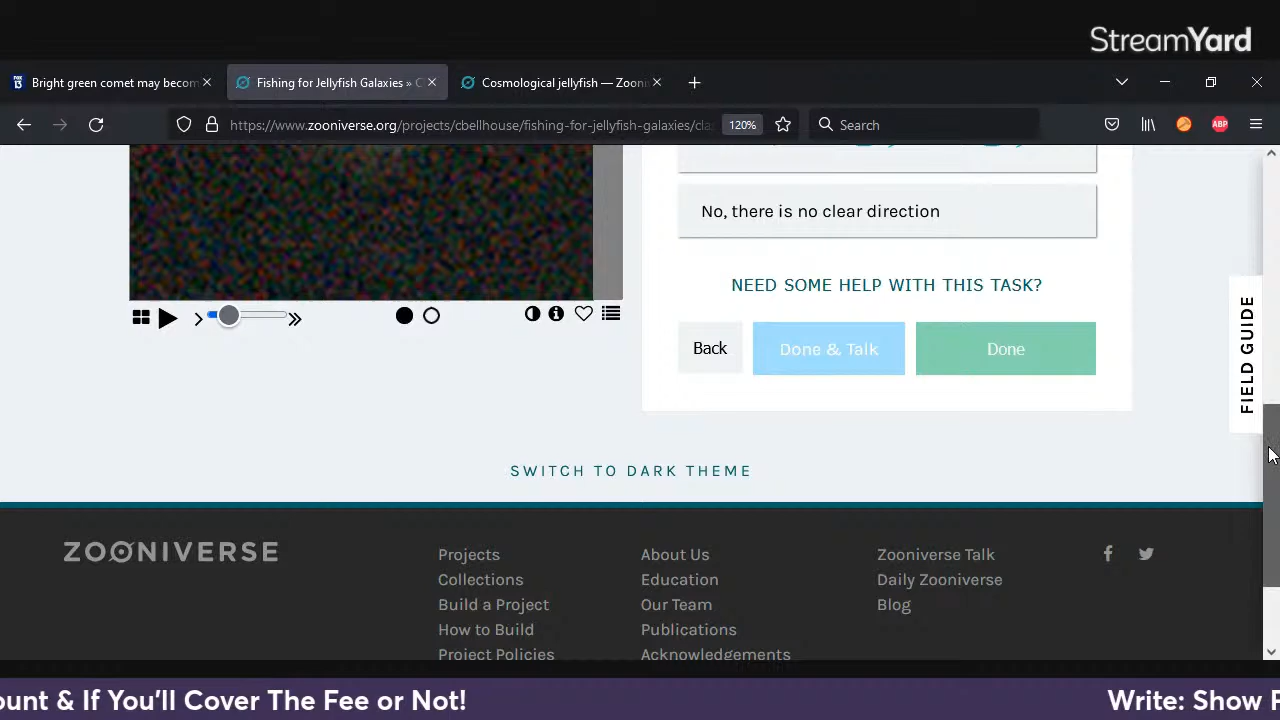 StreamYard
Bright green comet may becom
Fishing for Jellyfish Galaxies » C
Cosmological jellyfish — Zooni
https://www.zooniverse.org/projects/cbellhouse/fishing-for-jellyfish-galaxies/cla
120%
Search
ABP
No, there is no clear direction
NEED SOME HELP WITH THIS TASK?
Back
Done & Talk
Done
FIELD GUIDE
SWITCH TO DARK THEME
ZOONIVERSE
Projects
About Us
Zooniverse Talk
Collections
Education
Daily Zooniverse
Build a Project
Our Team
Blog
How to Build
Publications
Project Policies
Acknowledgements
ount & If You'll Cover The Fee or Not!
Write: Show